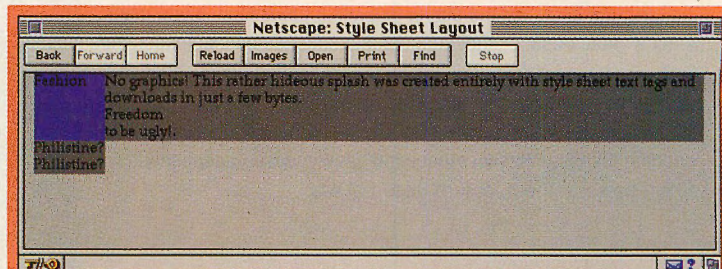 Netscape: Style Sheet Layout
Back Forward Home Reload Images Open Print Find Stop
Fashion No graphics! This rather hideous splash was created entirely with style sheet text tags and
downloads in just a few bytes.
Freedom
to be ugly!.
Philistine?
Philistine?
?